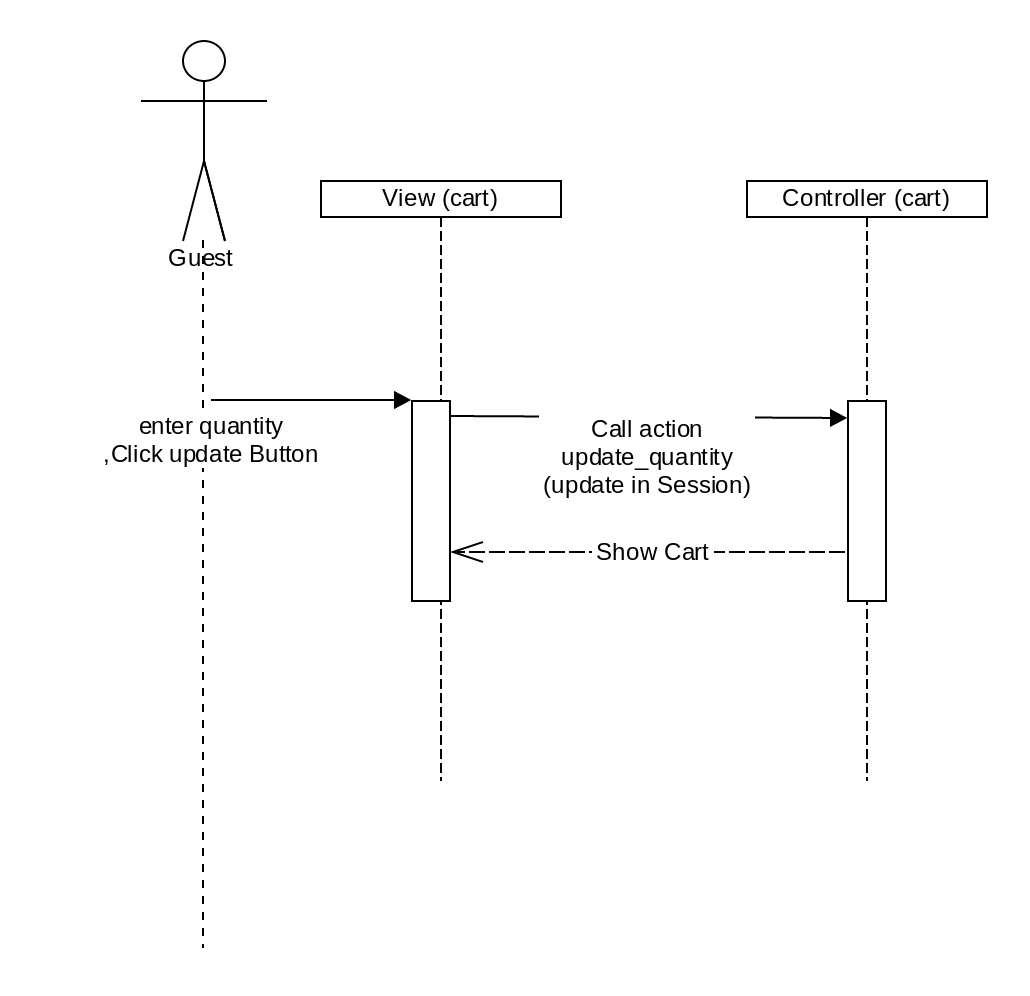 View (cart)
Controller (cart)
Guest
enter quantity
,Click update Button
Call action
update_quantity
(update in Session)
Show Cart